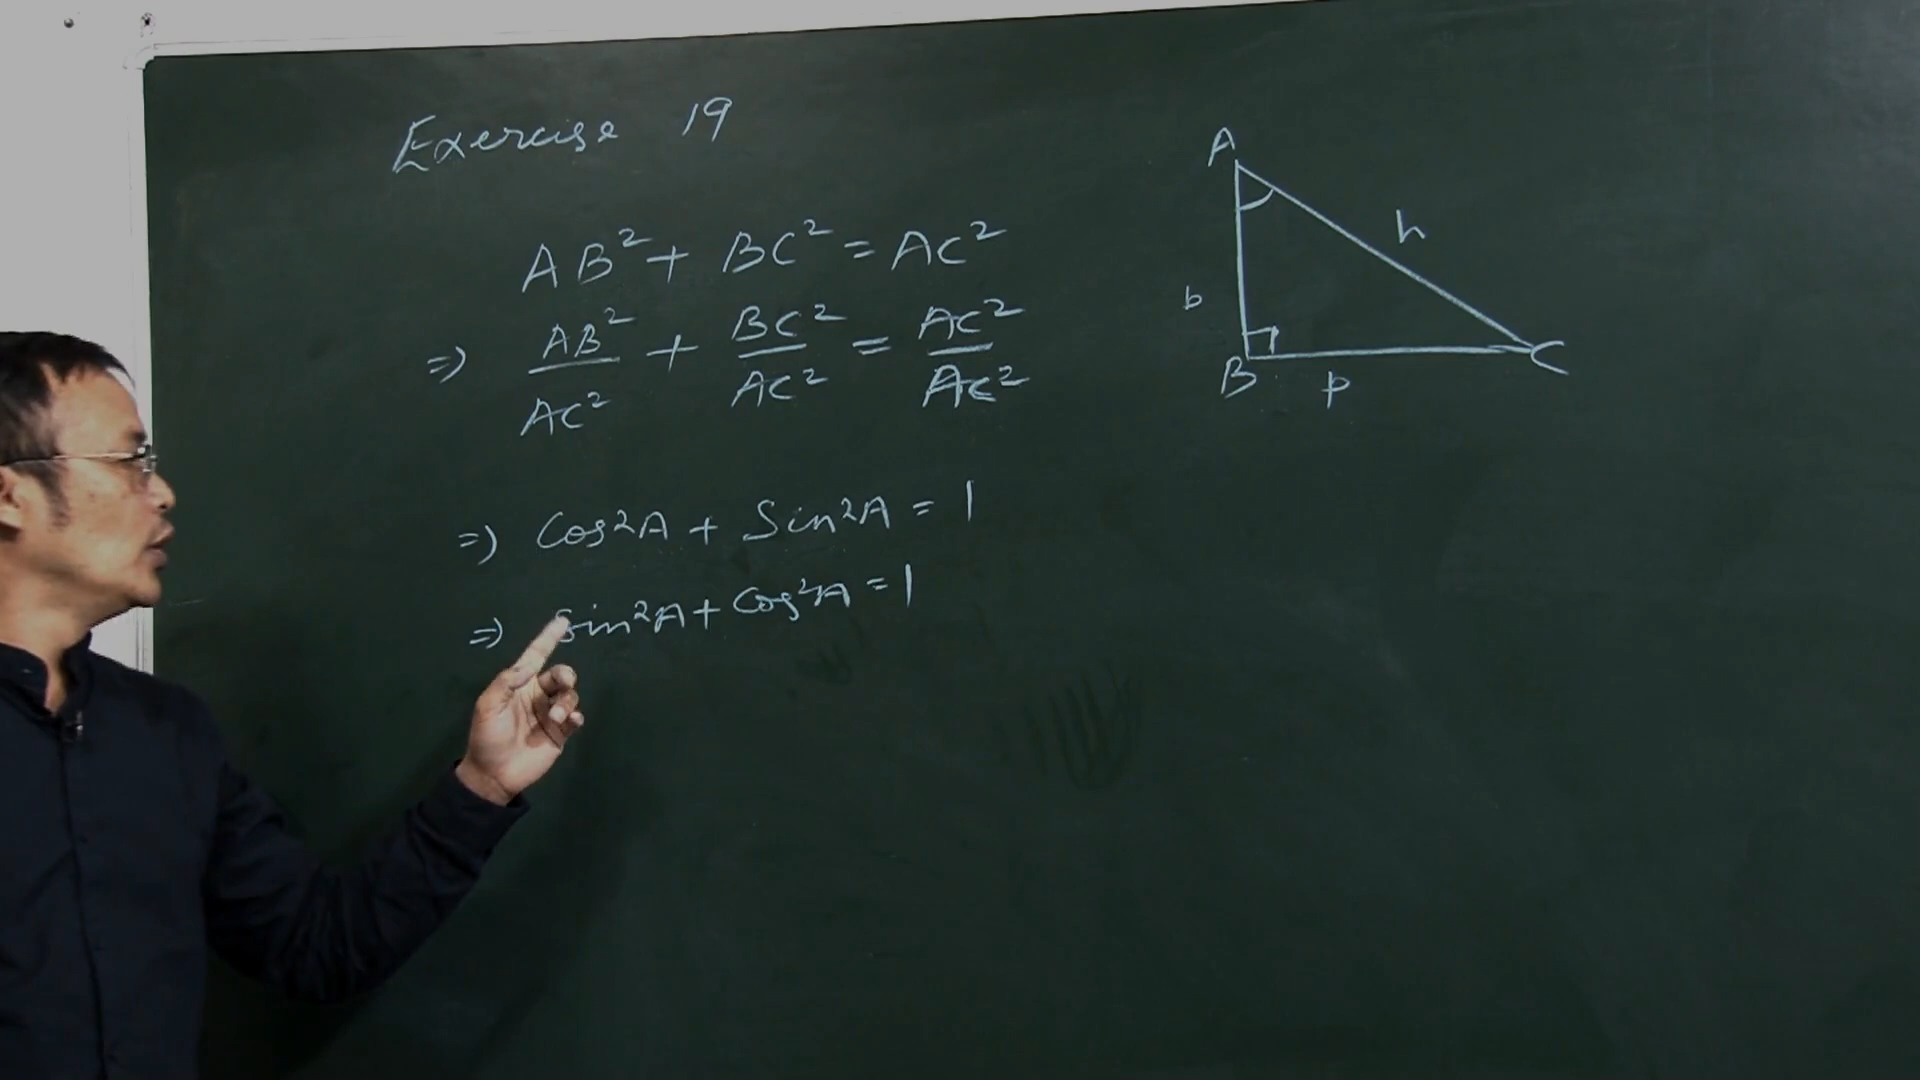 Exercise 19
AB² + BC² = AC²
⇒ AB²/AC² + BC²/AC² = AC²/AC²
⇒ Cos²A + Sin²A = 1
⇒ Sin²A + Cos²A = 1
A
h
b
B
p
C